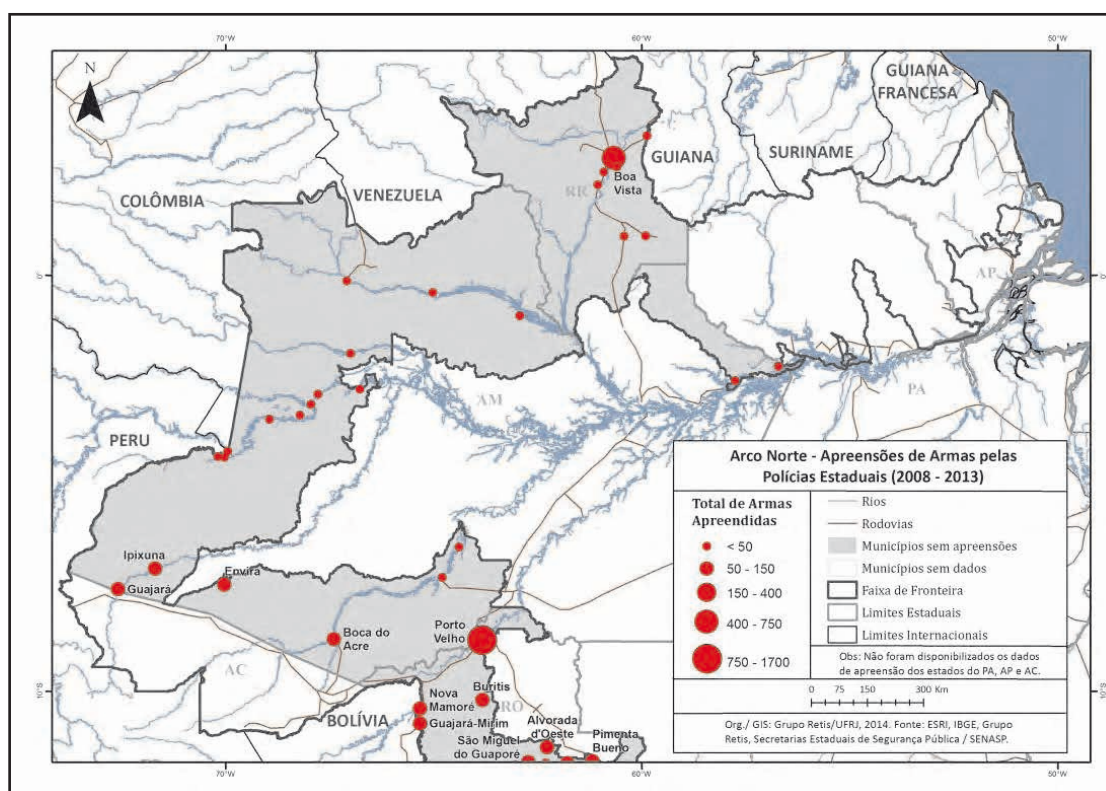 70°W
60°W
50°W
N
GUIANA
FRANCESA
SURINAME
GUIANA
VENEZUELA
COLÔMBIA
Boa
Vista
RR
AP
0°
0°
AM
PA
PERU
Ipixuna
Guajará
Envira
Boca do
Acre
Porto
Velho
AC
10°S
10°S
BOLÍVIA
Nova
Mamoré
Buritis
RO
Guajará-Mirim
Alvorada
d'Oeste
São Miguel
do Guaporé
Pimenta
Bueno
Arco Norte - Apreensões de Armas pelas
Polícias Estaduais (2008 - 2013)
Total de Armas
Apreendidas
< 50
50 - 150
150 - 400
400 - 750
750 - 1700
Rios
Rodovias
Municípios sem apreensões
Municípios sem dados
Faixa de Fronteira
Limites Estaduais
Limites Internacionais
Obs: Não foram disponibilizados os dados
de apreensão dos estados do PA, AP e AC.
0 75 150 300 Km
Org./ GIS: Grupo Retis/UFRJ, 2014. Fonte: ESRI, IBGE, Grupo
Retis, Secretarias Estaduais de Segurança Pública / SENASP.
70°W
60°W
50°W